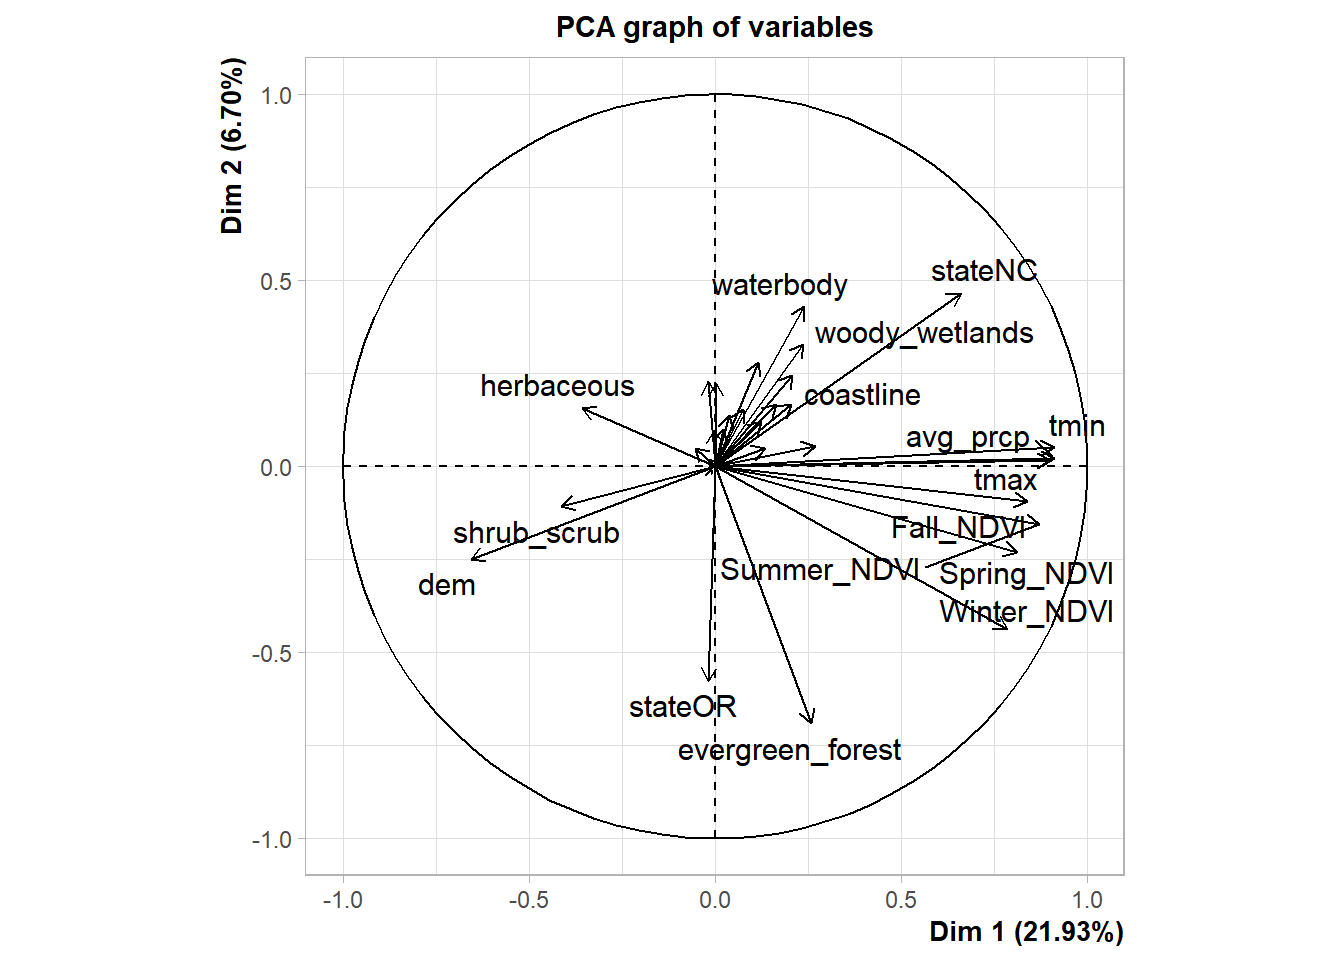 PCA graph of variables
Dim 2 (6.70%)
1.0
0.5
0.0
-0.5
-1.0
waterbody
stateNC
woody_wetlands
herbaceous
coastline
tmin
avg_prcp
tmax
Fall_NDVI
shrub_scrub
Summer_NDVI
Spring_NDVI
dem
Winter_NDVI
stateOR
evergreen_forest
-1.0
-0.5
0.0
0.5
1.0
Dim 1 (21.93%)